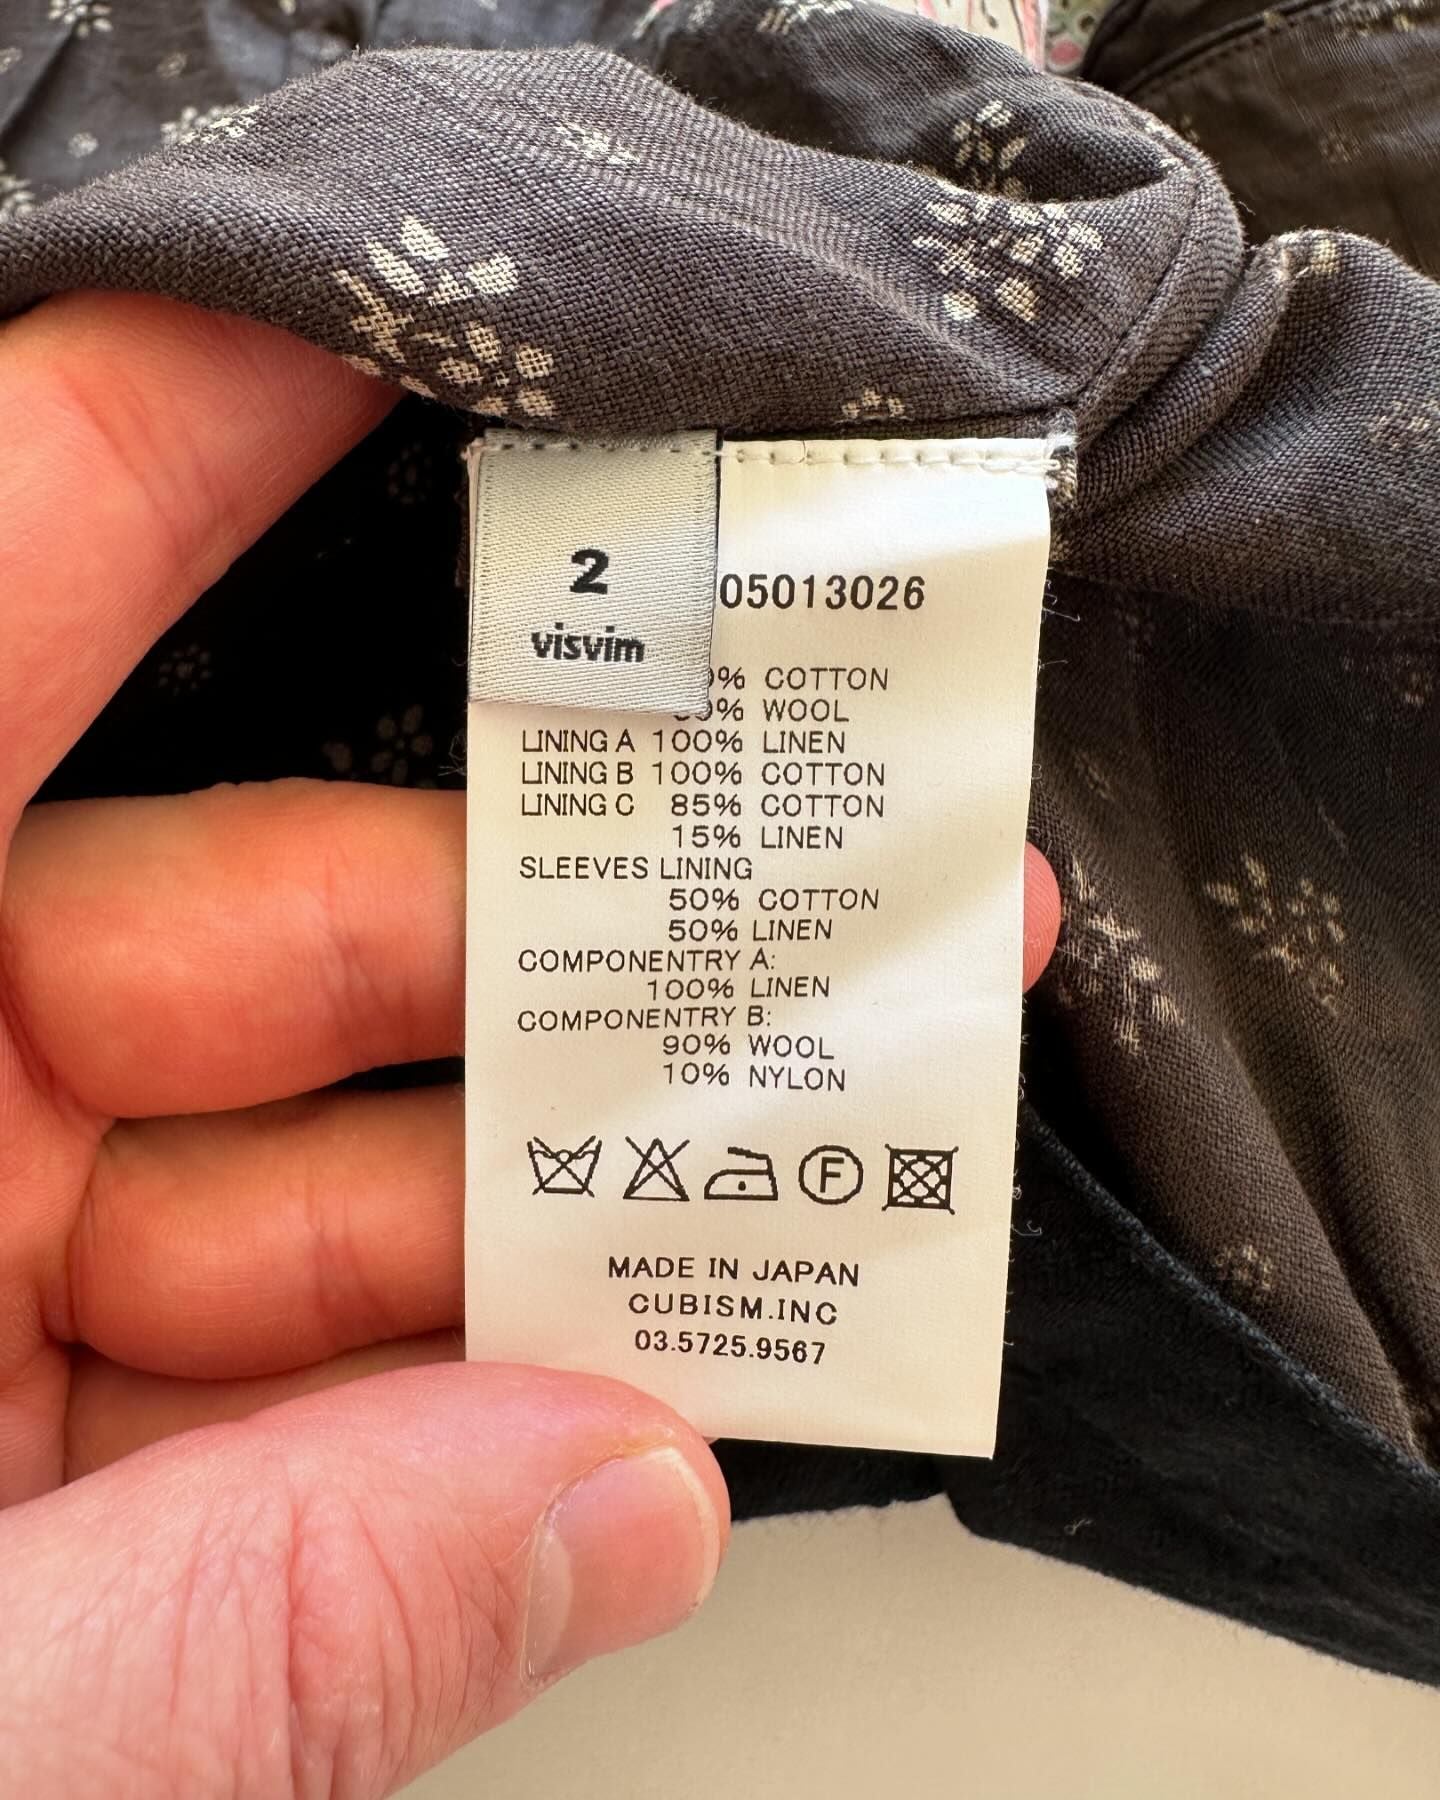 2
visvim
05013026
% COTTON
% WOOL
LINING A 100% LINEN
LINING B 100% COTTON
LINING C 85% COTTON
15% LINEN
SLEEVES LINING
50% COTTON
50% LINEN
COMPONENTRY A:
100% LINEN
COMPONENTRY B:
90% WOOL
10% NYLON
F
MADE IN JAPAN
CUBISM.INC
03.5725.9567